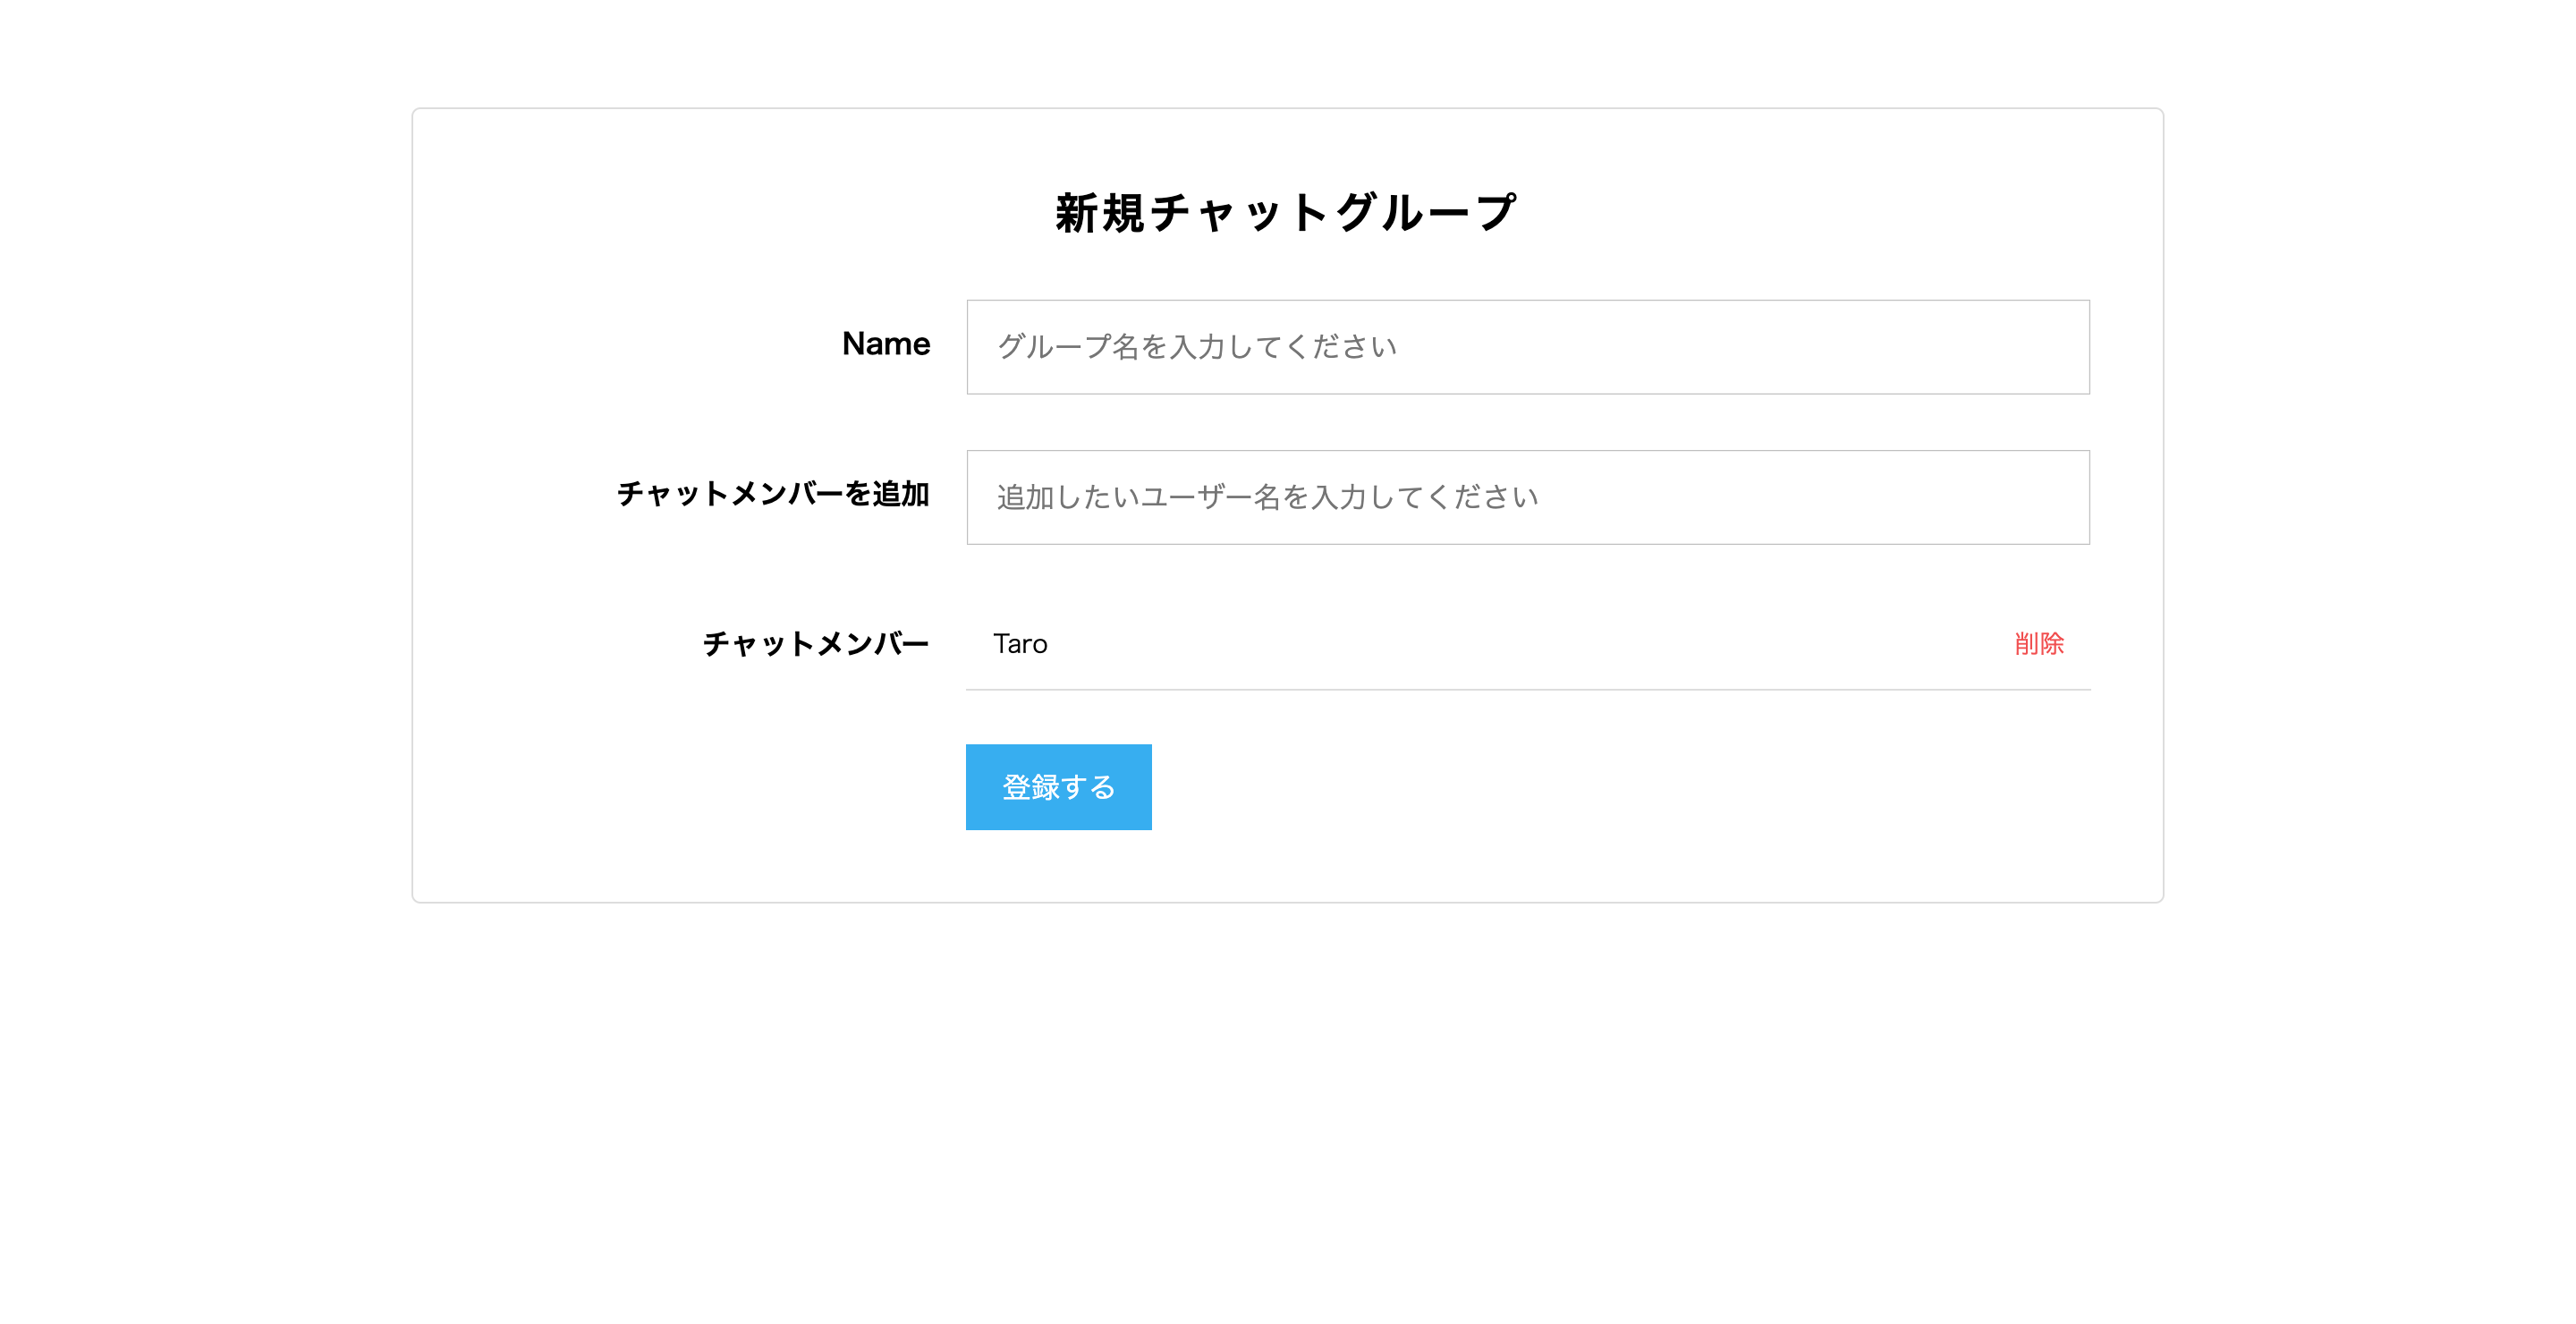 新規チャットグループ
Name
グループ名を入力してください
チャットメンバーを追加
追加したいユーザー名を入力してください
チャットメンバー
Taro
削除
登録する